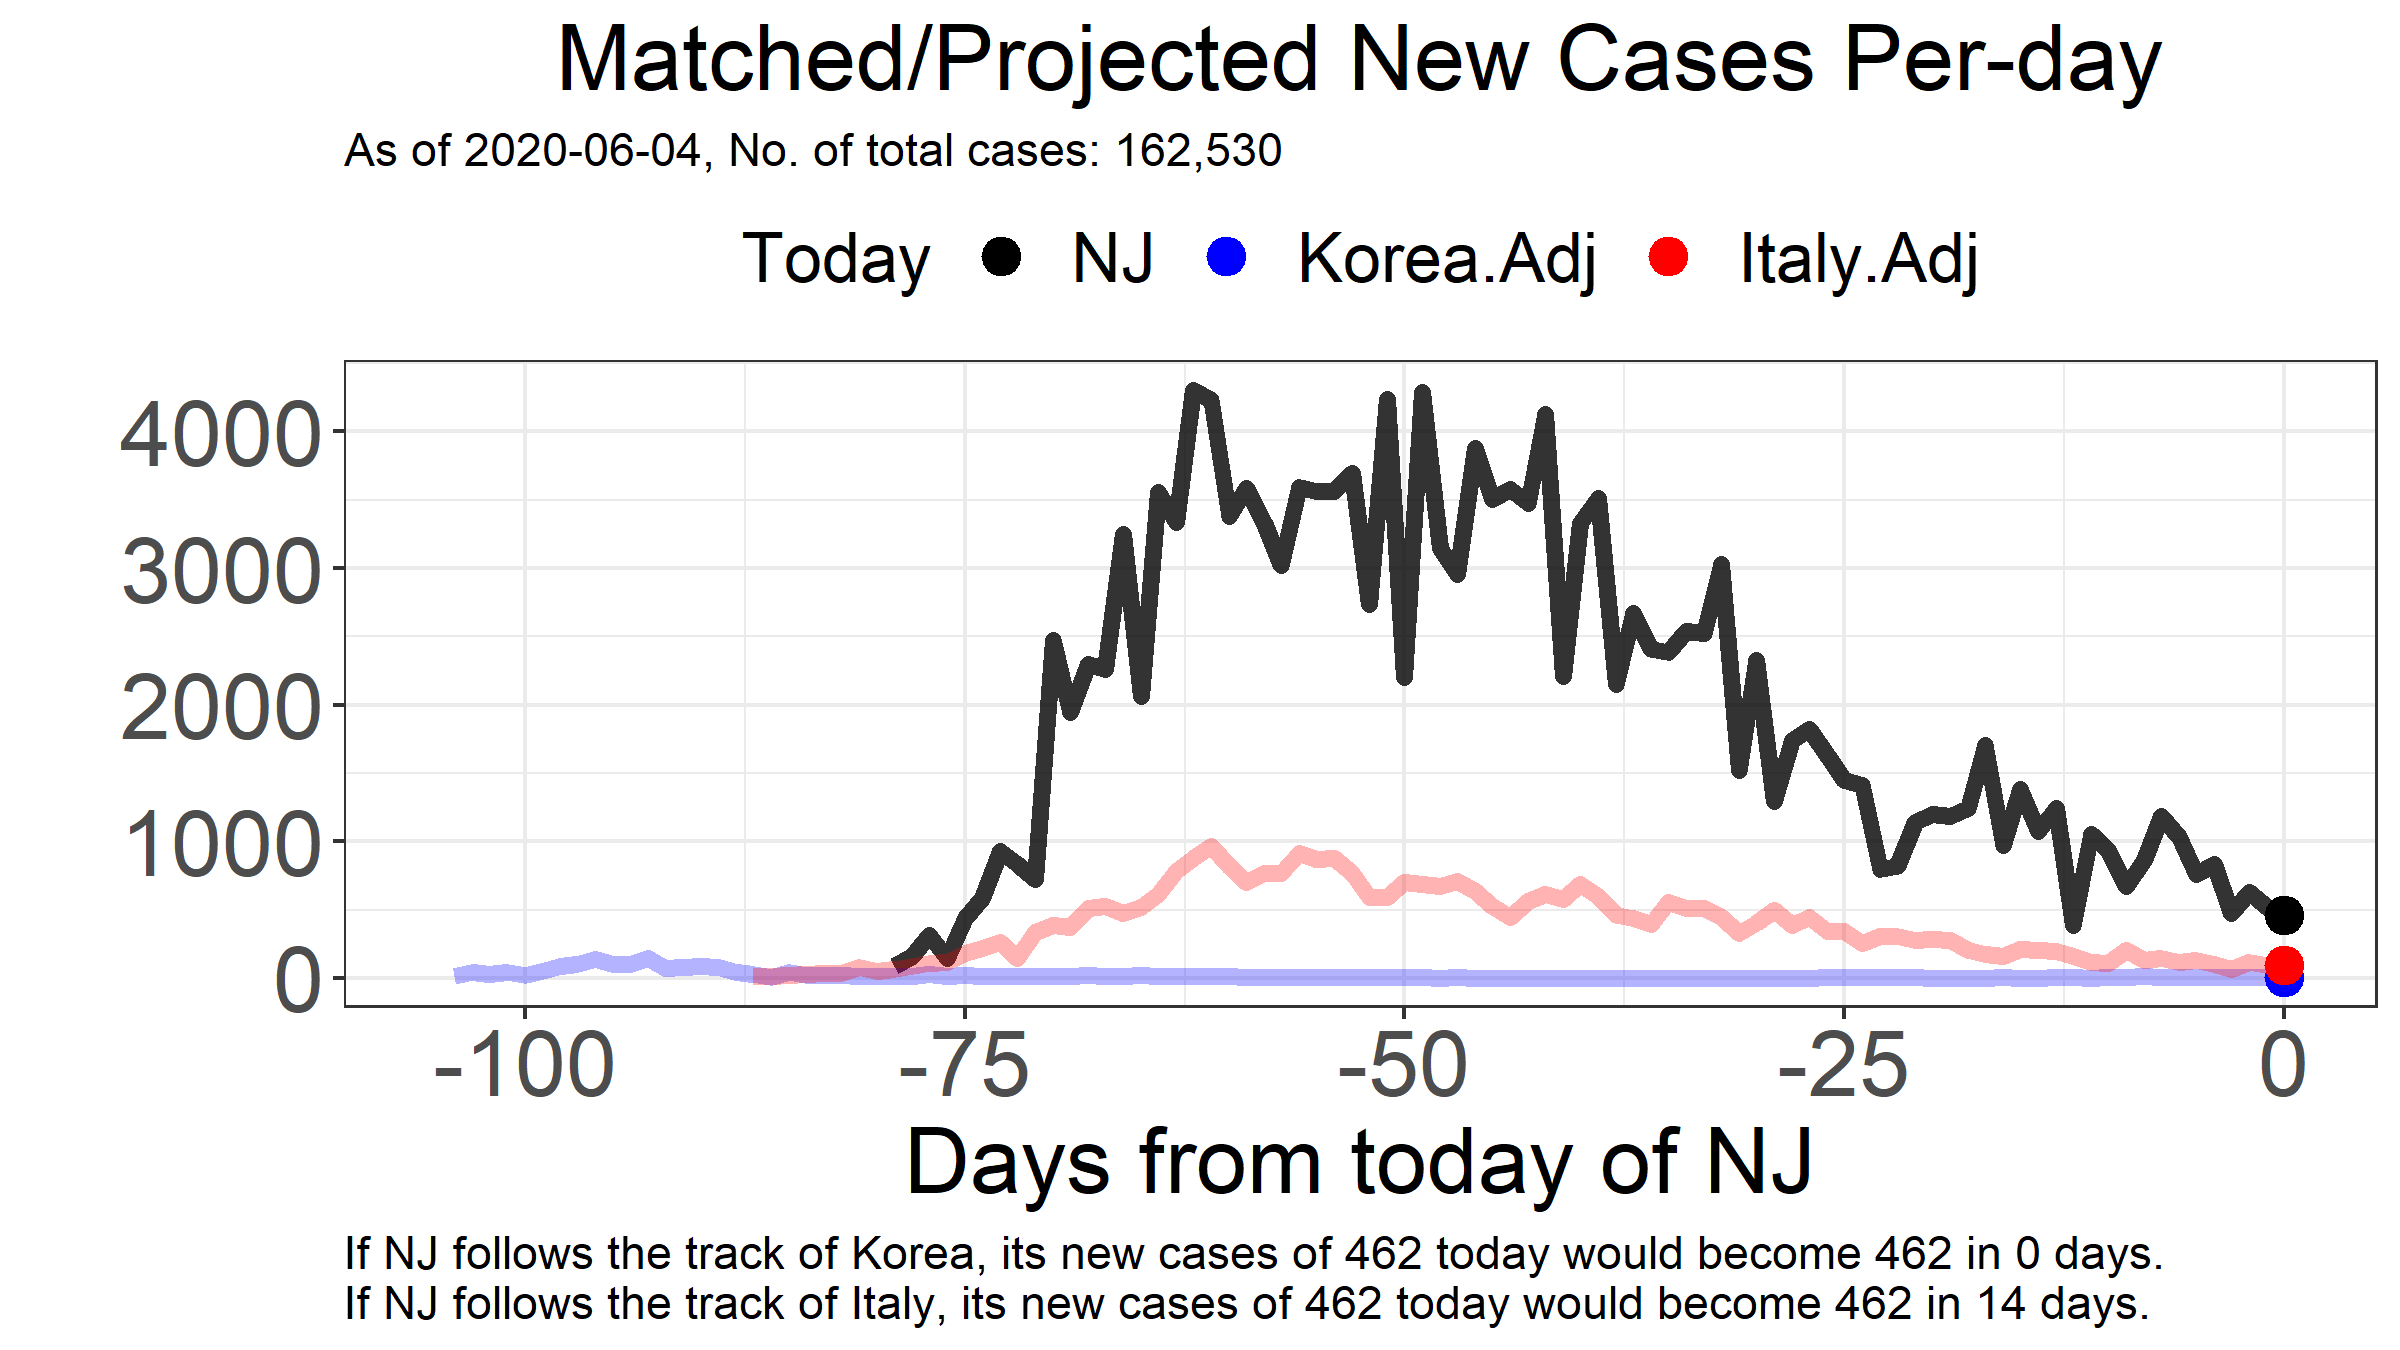 Matched/Projected New Cases Per-day
As of 2020-06-04, No. of total cases: 162,530
Today NJ Korea.Adj Italy.Adj
4000
3000
2000
1000
0
-100 -75 -50 -25 0
Days from today of NJ
If NJ follows the track of Korea, its new cases of 462 today would become 462 in 0 days.
If NJ follows the track of Italy, its new cases of 462 today would become 462 in 14 days.